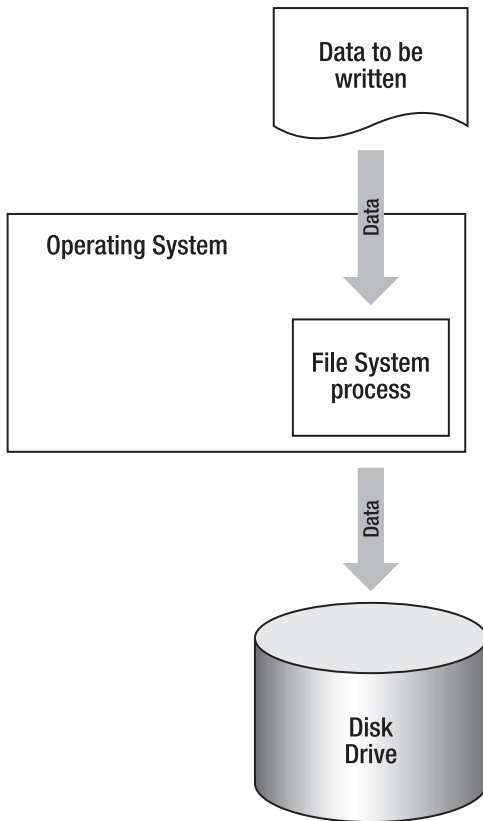 Data to be
written
Data
Operating System
File System
process
Data
Disk
Drive